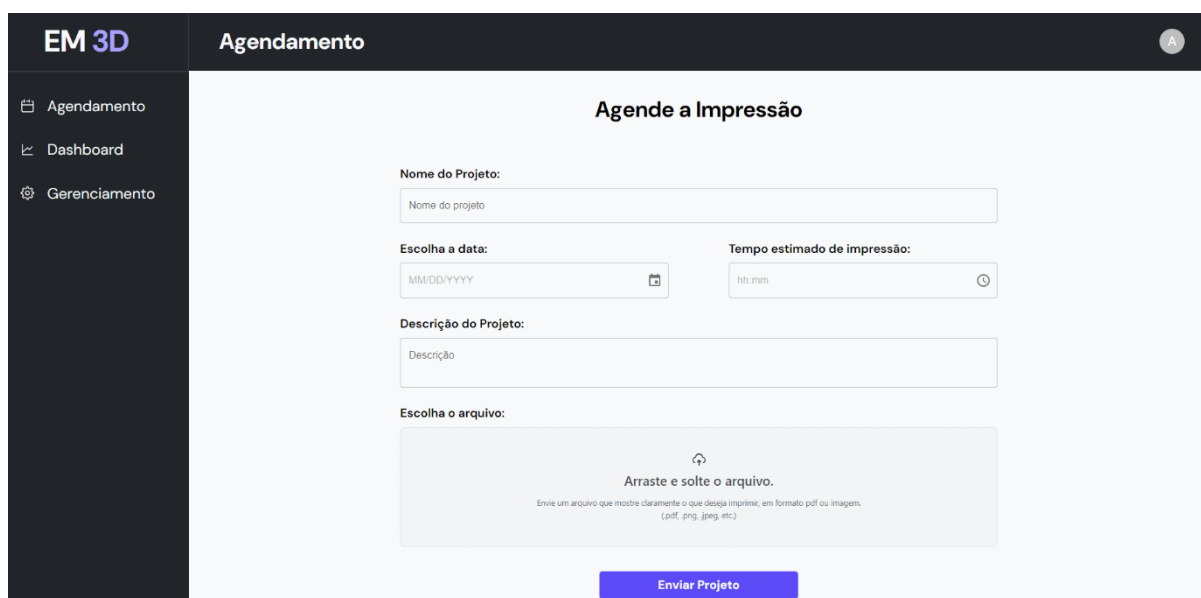 EM 3D
Agendamento
A
Agendamento
Dashboard
Gerenciamento
Agende a Impressão
Nome do Projeto:
Nome do projeto
Escolha a data:
Tempo estimado de impressão:
MM/DD/YYYY
hh:mm
Descrição do Projeto:
Descrição
Escolha o arquivo:
Arraste e solte o arquivo.
Envie um arquivo que mostre claramente o que deseja imprimir, em formato pdf ou imagem.
(.pdf, .png, .jpeg, etc.)
Enviar Projeto